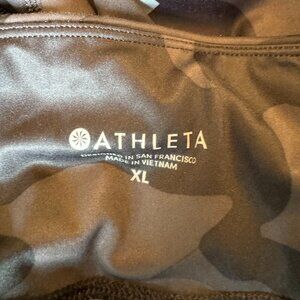 ATHLETA
DESIGNED IN SAN FRANCISCO
MADE IN VIETNAM
XL